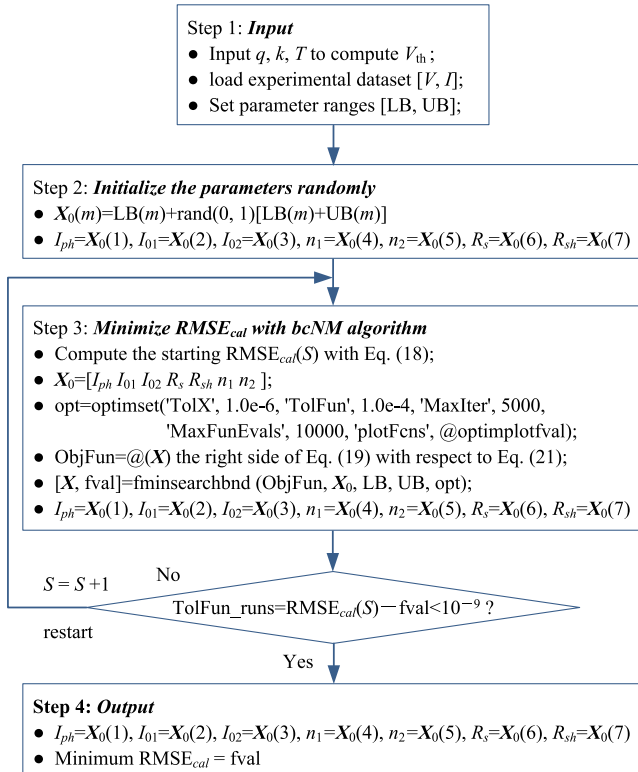 Step 1: Input
● Input q, k, T to compute Vth ;
● load experimental dataset [V, I];
● Set parameter ranges [LB, UB];
Step 2: Initialize the parameters randomly
● X0(m)=LB(m)+rand(0, 1)[LB(m)+UB(m)]
● Iph=X0(1), I01=X0(2), I02=X0(3), n1=X0(4), n2=X0(5), Rs=X0(6), Rsh=X0(7)
Step 3: Minimize RMSEcal with bcNM algorithm
● Compute the starting RMSEcal(S) with Eq. (18);
● X0=[Iph I01 I02 Rs Rsh n1 n2 ];
● opt=optimset('TolX', 1.0e-6, 'TolFun', 1.0e-4, 'MaxIter', 5000,
'MaxFunEvals', 10000, 'plotFcns', @optimplotfval);
● ObjFun=@(X) the right side of Eq. (19) with respect to Eq. (21);
● [X, fval]=fminsearchbnd (ObjFun, X0, LB, UB, opt);
● Iph=X0(1), I01=X0(2), I02=X0(3), n1=X0(4), n2=X0(5), Rs=X0(6), Rsh=X0(7)
S = S +1
No
TolFun_runs=RMSEcal(S)－fval<10⁻⁹ ?
restart
Yes
Step 4: Output
● Iph=X0(1), I01=X0(2), I02=X0(3), n1=X0(4), n2=X0(5), Rs=X0(6), Rsh=X0(7)
● Minimum RMSEcal = fval